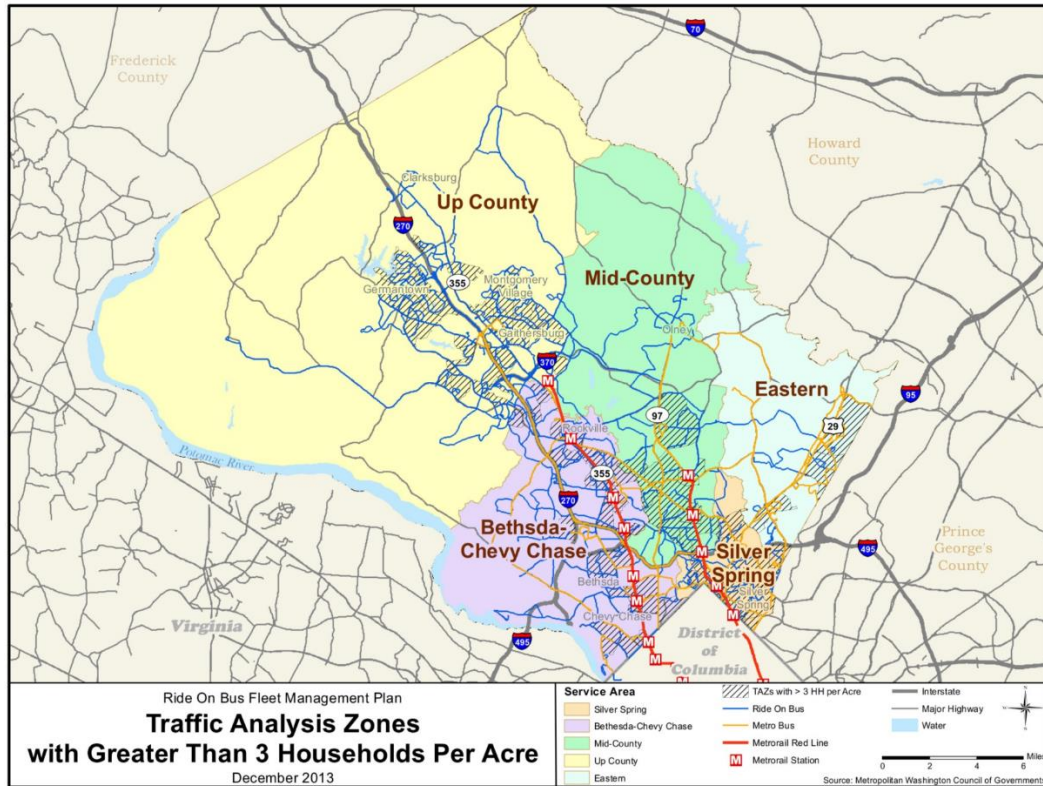 70
Frederick
County
Howard
County
Clarksburg
Up County
270
355
Montgomery
Village
Germantown
Mid-County
Gaithersburg
Olney
370
M
Eastern
95
97
29
Rockville
M
Potomac River
355
M
M
270
M
M
Bethsda-
Chevy Chase
M
M
Silver
Spring
495
Prince
George's
County
Bethsda
M
M
Silver
Spring
M
Chevy Chase
M
Virginia
495
M
M
District
of
Columbia
M
M
Ride On Bus Fleet Management Plan
Traffic Analysis Zones
with Greater Than 3 Households Per Acre
December 2013
Service Area
Silver Spring
Bethesda-Chevy Chase
Mid-County
Up County
Eastern
TAZs with > 3 HH per Acre
Ride On Bus
Metro Bus
Metrorail Red Line
M Metrorail Station
Interstate
Major Highway
Water
Miles
0 2 4 6
Source: Metropolitan Washington Council of Governments